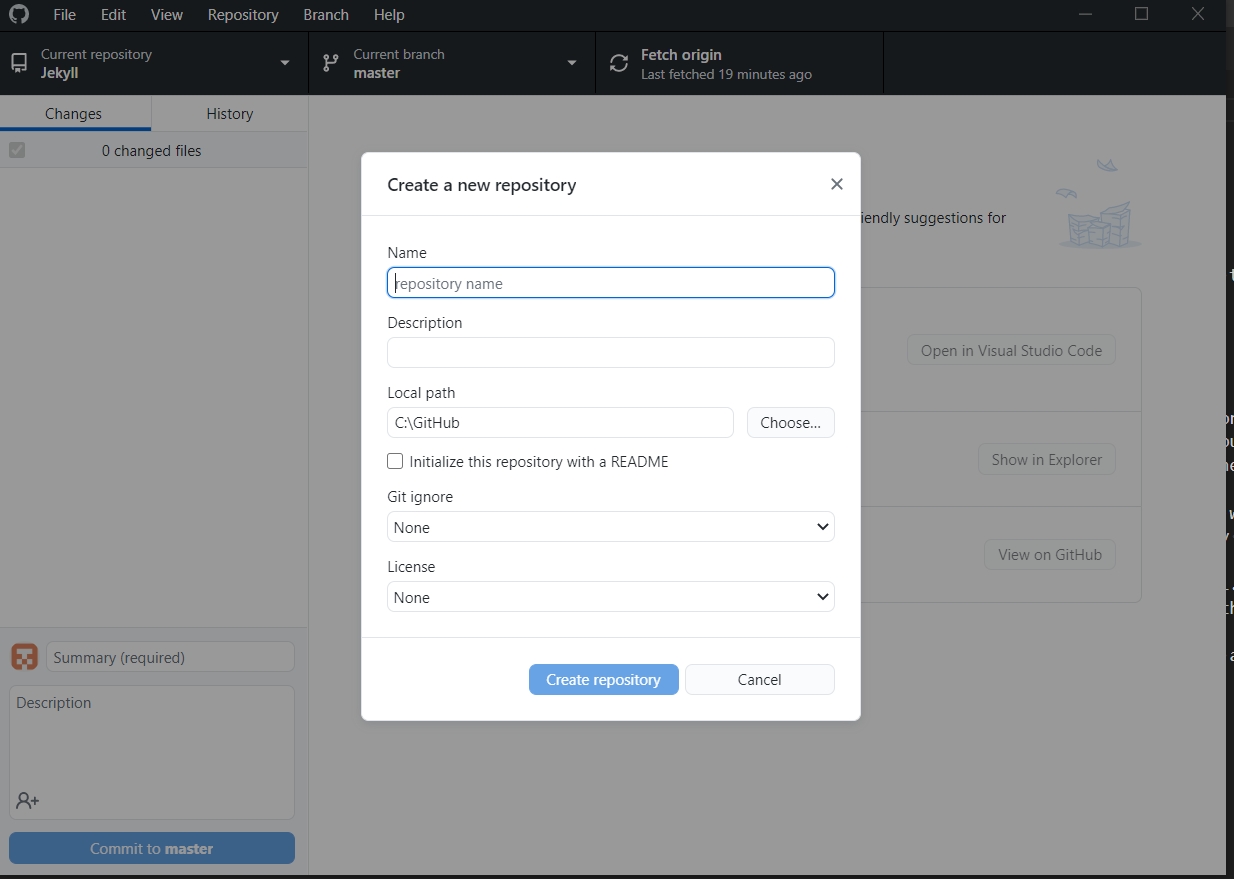 File Edit View Repository Branch Help
Current repository
Jekyll
Current branch
master
Fetch origin
Last fetched 19 minutes ago
Changes History
0 changed files
Create a new repository
suggestions for
Name
repository name
Description
Local path
C:\GitHub
Choose...
Initialize this repository with a README
Git ignore
None
License
None
Create repository
Cancel
Open in Visual Studio Code
Show in Explorer
View on GitHub
Summary (required)
Description
Commit to master